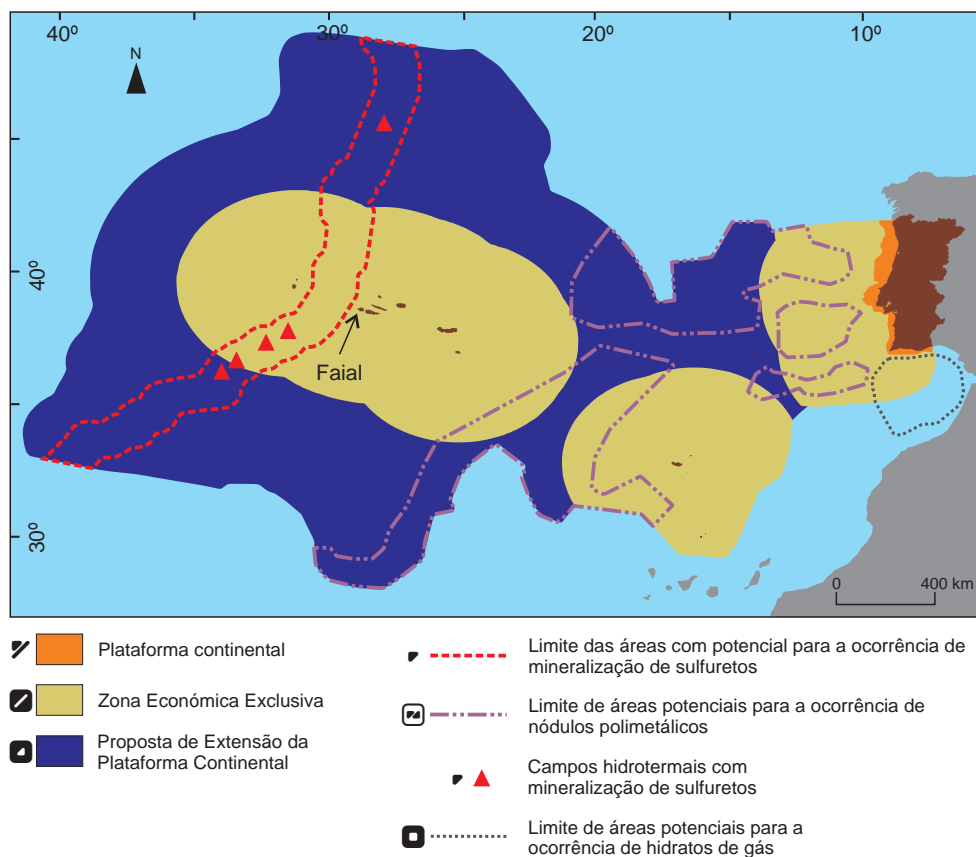 40º 30º 20º 10º
N
40º
Faial
30º
0 400 km
Plataforma continental
Zona Económica Exclusiva
Proposta de Extensão da
Plataforma Continental
Limite das áreas com potencial para a ocorrência de
mineralização de sulfuretos
Limite de áreas potenciais para a ocorrência de
nódulos polimetálicos
Campos hidrotermais com
mineralização de sulfuretos
Limite de áreas potenciais para a
ocorrência de hidratos de gás